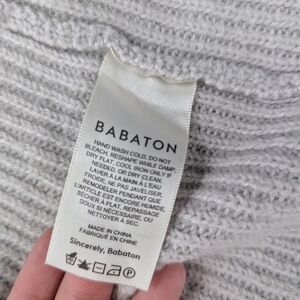 BABATON
HAND WASH COLD, DO NOT
BLEACH, RESHAPE WHILE DAMP,
DRY FLAT, COOL IRON ONLY IF
NEEDED, OR DRY CLEAN.
LAVER À LA MAIN À L'EAU
FROIDE, NE PAS JAVELISER,
REMODELER PENDANT QUE
L'ARTICLE EST ENCORE HUMIDE,
SÉCHER À PLAT, REPASSAGE
DOUX SI NÉCESSAIRE, OU
NETTOYER À SEC.
MADE IN CHINA
FABRIQUÉ EN CHINE
Sincerely, Babaton
P